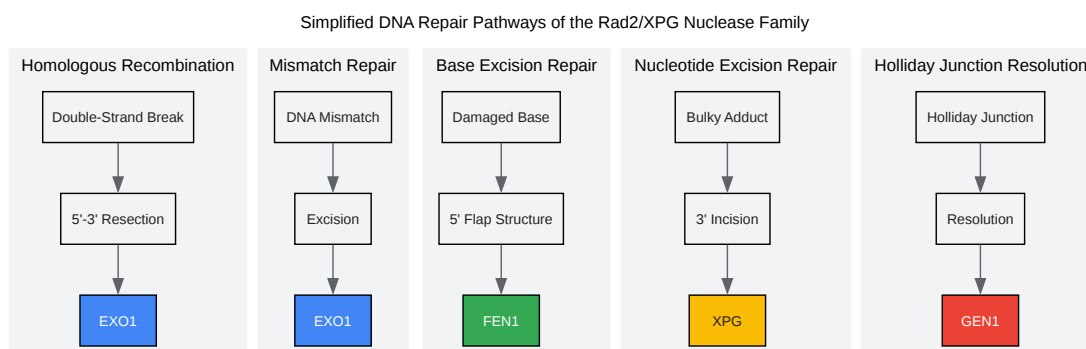 Simplified DNA Repair Pathways of the Rad2/XPG Nuclease Family
Homologous Recombination
Double-Strand Break
5'-3' Resection
EXO1
Mismatch Repair
DNA Mismatch
Excision
EXO1
Base Excision Repair
Damaged Base
5' Flap Structure
FEN1
Nucleotide Excision Repair
Bulky Adduct
3' Incision
XPG
Holliday Junction Resolution
Holliday Junction
Resolution
GEN1